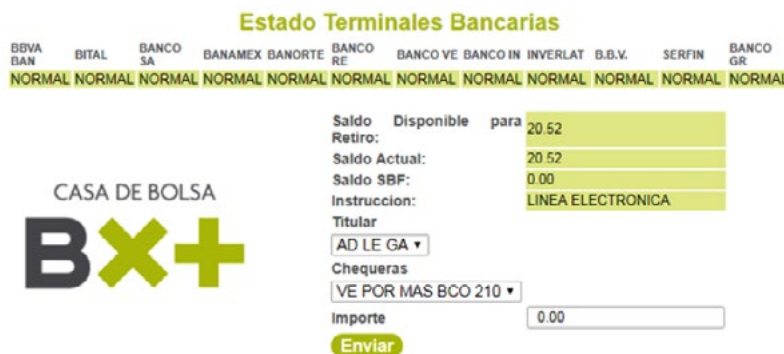 Estado Terminales Bancarias
BBVA BAN BITAL BANCO SA BANAMEX BANORTE BANCO RE BANCO VE BANCO IN INVERLAT B.B.V. SERFIN BANCO GR
NORMAL NORMAL NORMAL NORMAL NORMAL NORMAL NORMAL NORMAL NORMAL NORMAL NORMAL NORMAL
Saldo Disponible para Retiro: 20.52
Saldo Actual: 20.52
Saldo SBF: 0.00
Instruccion: LINEA ELECTRONICA
Titular
AD LE GA
Chequeras
VE POR MAS BCO 210
Importe 0.00
Enviar
CASA DE BOLSA
BX+